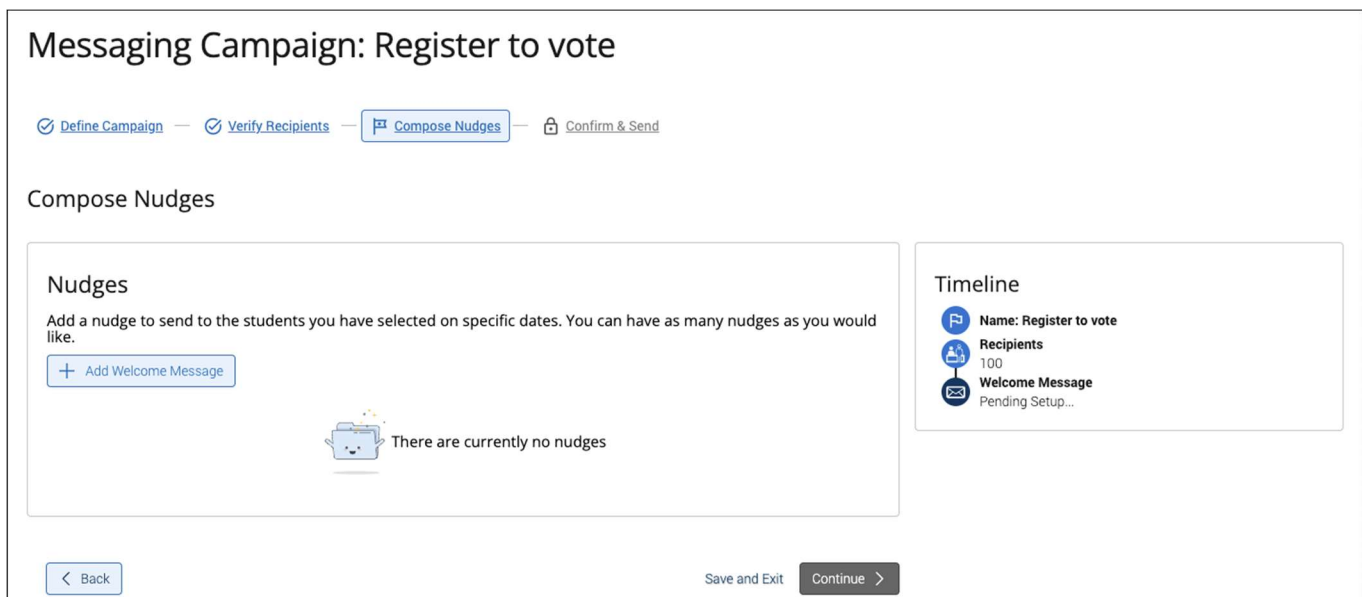 Messaging Campaign: Register to vote
Define Campaign — Verify Recipients — Compose Nudges — Confirm & Send
Compose Nudges
Nudges
Add a nudge to send to the students you have selected on specific dates. You can have as many nudges as you would
like.
+ Add Welcome Message
There are currently no nudges
Timeline
Name: Register to vote
Recipients
100
Welcome Message
Pending Setup...
< Back
Save and Exit
Continue >